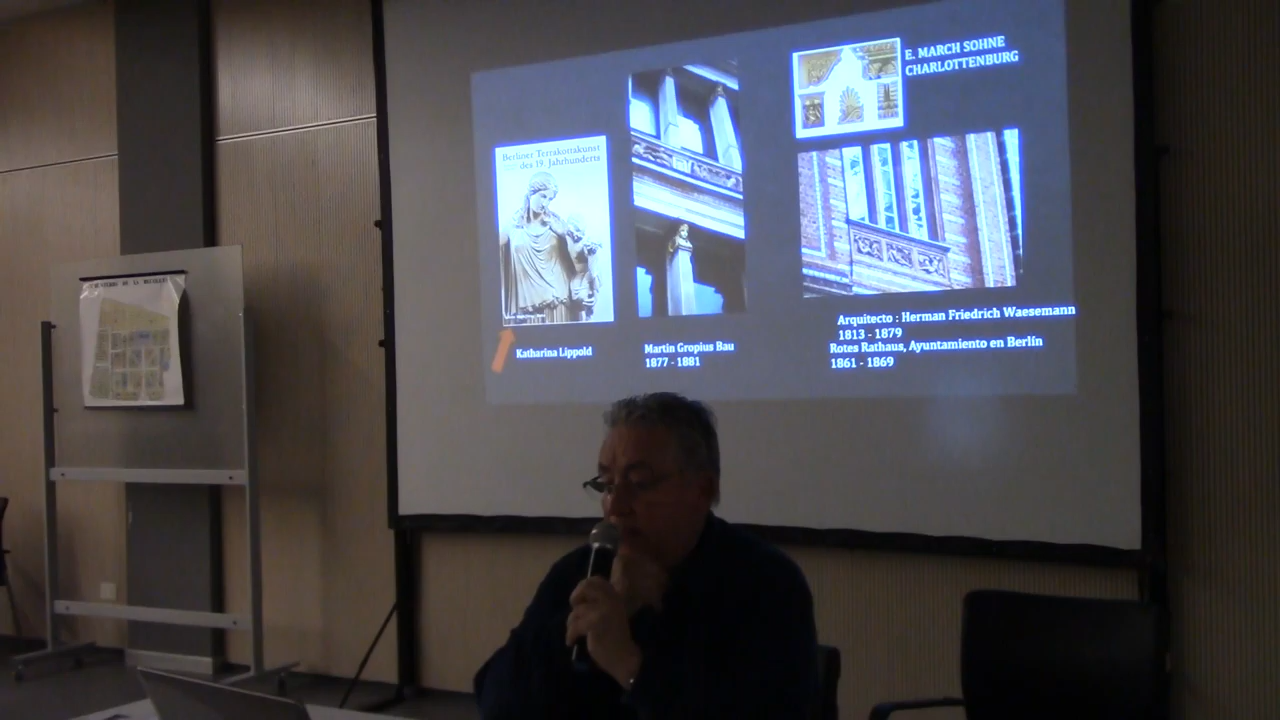 E. MARCH SOHNE
CHARLOTTENBURG
Berliner Terrakottakunst
des 19. Jahrhunderts
Katharina Lippold
Martin Gropius Bau
1877 - 1881
Arquitecto : Herman Friedrich Waesemann
1813 - 1879
Rotes Rathaus, Ayuntamiento en Berlín
1861 - 1869